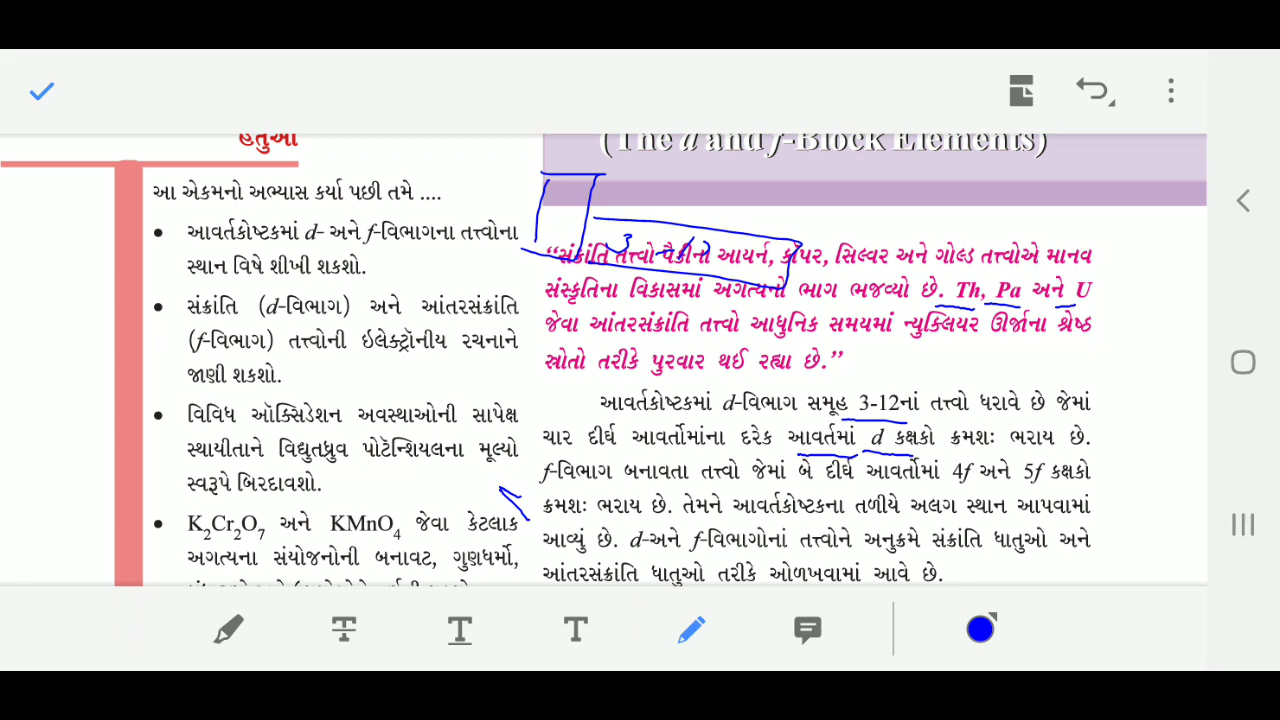 હેતુઓ
આ એકમનો અભ્યાસ કર્યા પછી તમે ....
• આવર્તકોષ્ટકમાં d- અને f-વિભાગના તત્ત્વોના
સ્થાન વિષે શીખી શકશો.
• સંક્રાંતિ (d-વિભાગ) અને આંતરસંક્રાંતિ
(f-વિભાગ) તત્ત્વોની ઇલેક્ટ્રૉનીય રચનાને
જાણી શકશો.
• વિવિધ ઑક્સિડેશન અવસ્થાઓની સાપેક્ષ
સ્થાયીતાને વિદ્યુતધ્રુવ પોટૅન્શિયલના મૂલ્યો
સ્વરૂપે બિરદાવશો.
• K₂Cr₂O₇ અને KMnO₄ જેવા કેટલાક
અગત્યના સંયોજનોની બનાવટ, ગુણધર્મો,
(The d and f-Block Elements)
“સંક્રાંતિ તત્ત્વો પૈકીનાં આયર્ન, કૉપર, સિલ્વર અને ગોલ્ડ તત્ત્વોએ માનવ
સંસ્કૃતિના વિકાસમાં અગત્યનો ભાગ ભજવ્યો છે. Th, Pa અને U
જેવા આંતરસંક્રાંતિ તત્ત્વો આધુનિક સમયમાં ન્યુક્લિયર ઊર્જાના શ્રેષ્ઠ
સ્રોતો તરીકે પુરવાર થઈ રહ્યા છે.”
આવર્તકોષ્ટકમાં d-વિભાગ સમૂહ 3-12નાં તત્ત્વો ધરાવે છે જેમાં
ચાર દીર્ઘ આવર્તોમાંના દરેક આવર્તમાં d કક્ષકો ક્રમશઃ ભરાય છે.
f-વિભાગ બનાવતા તત્ત્વો જેમાં બે દીર્ઘ આવર્તોમાં 4f અને 5f કક્ષકો
ક્રમશઃ ભરાય છે. તેમને આવર્તકોષ્ટકના તળીયે અલગ સ્થાન આપવામાં
આવ્યું છે. d-અને f-વિભાગોનાં તત્ત્વોને અનુક્રમે સંક્રાંતિ ધાતુઓ અને
આંતરસંક્રાંતિ ધાતુઓ તરીકે ઓળખવામાં આવે છે.